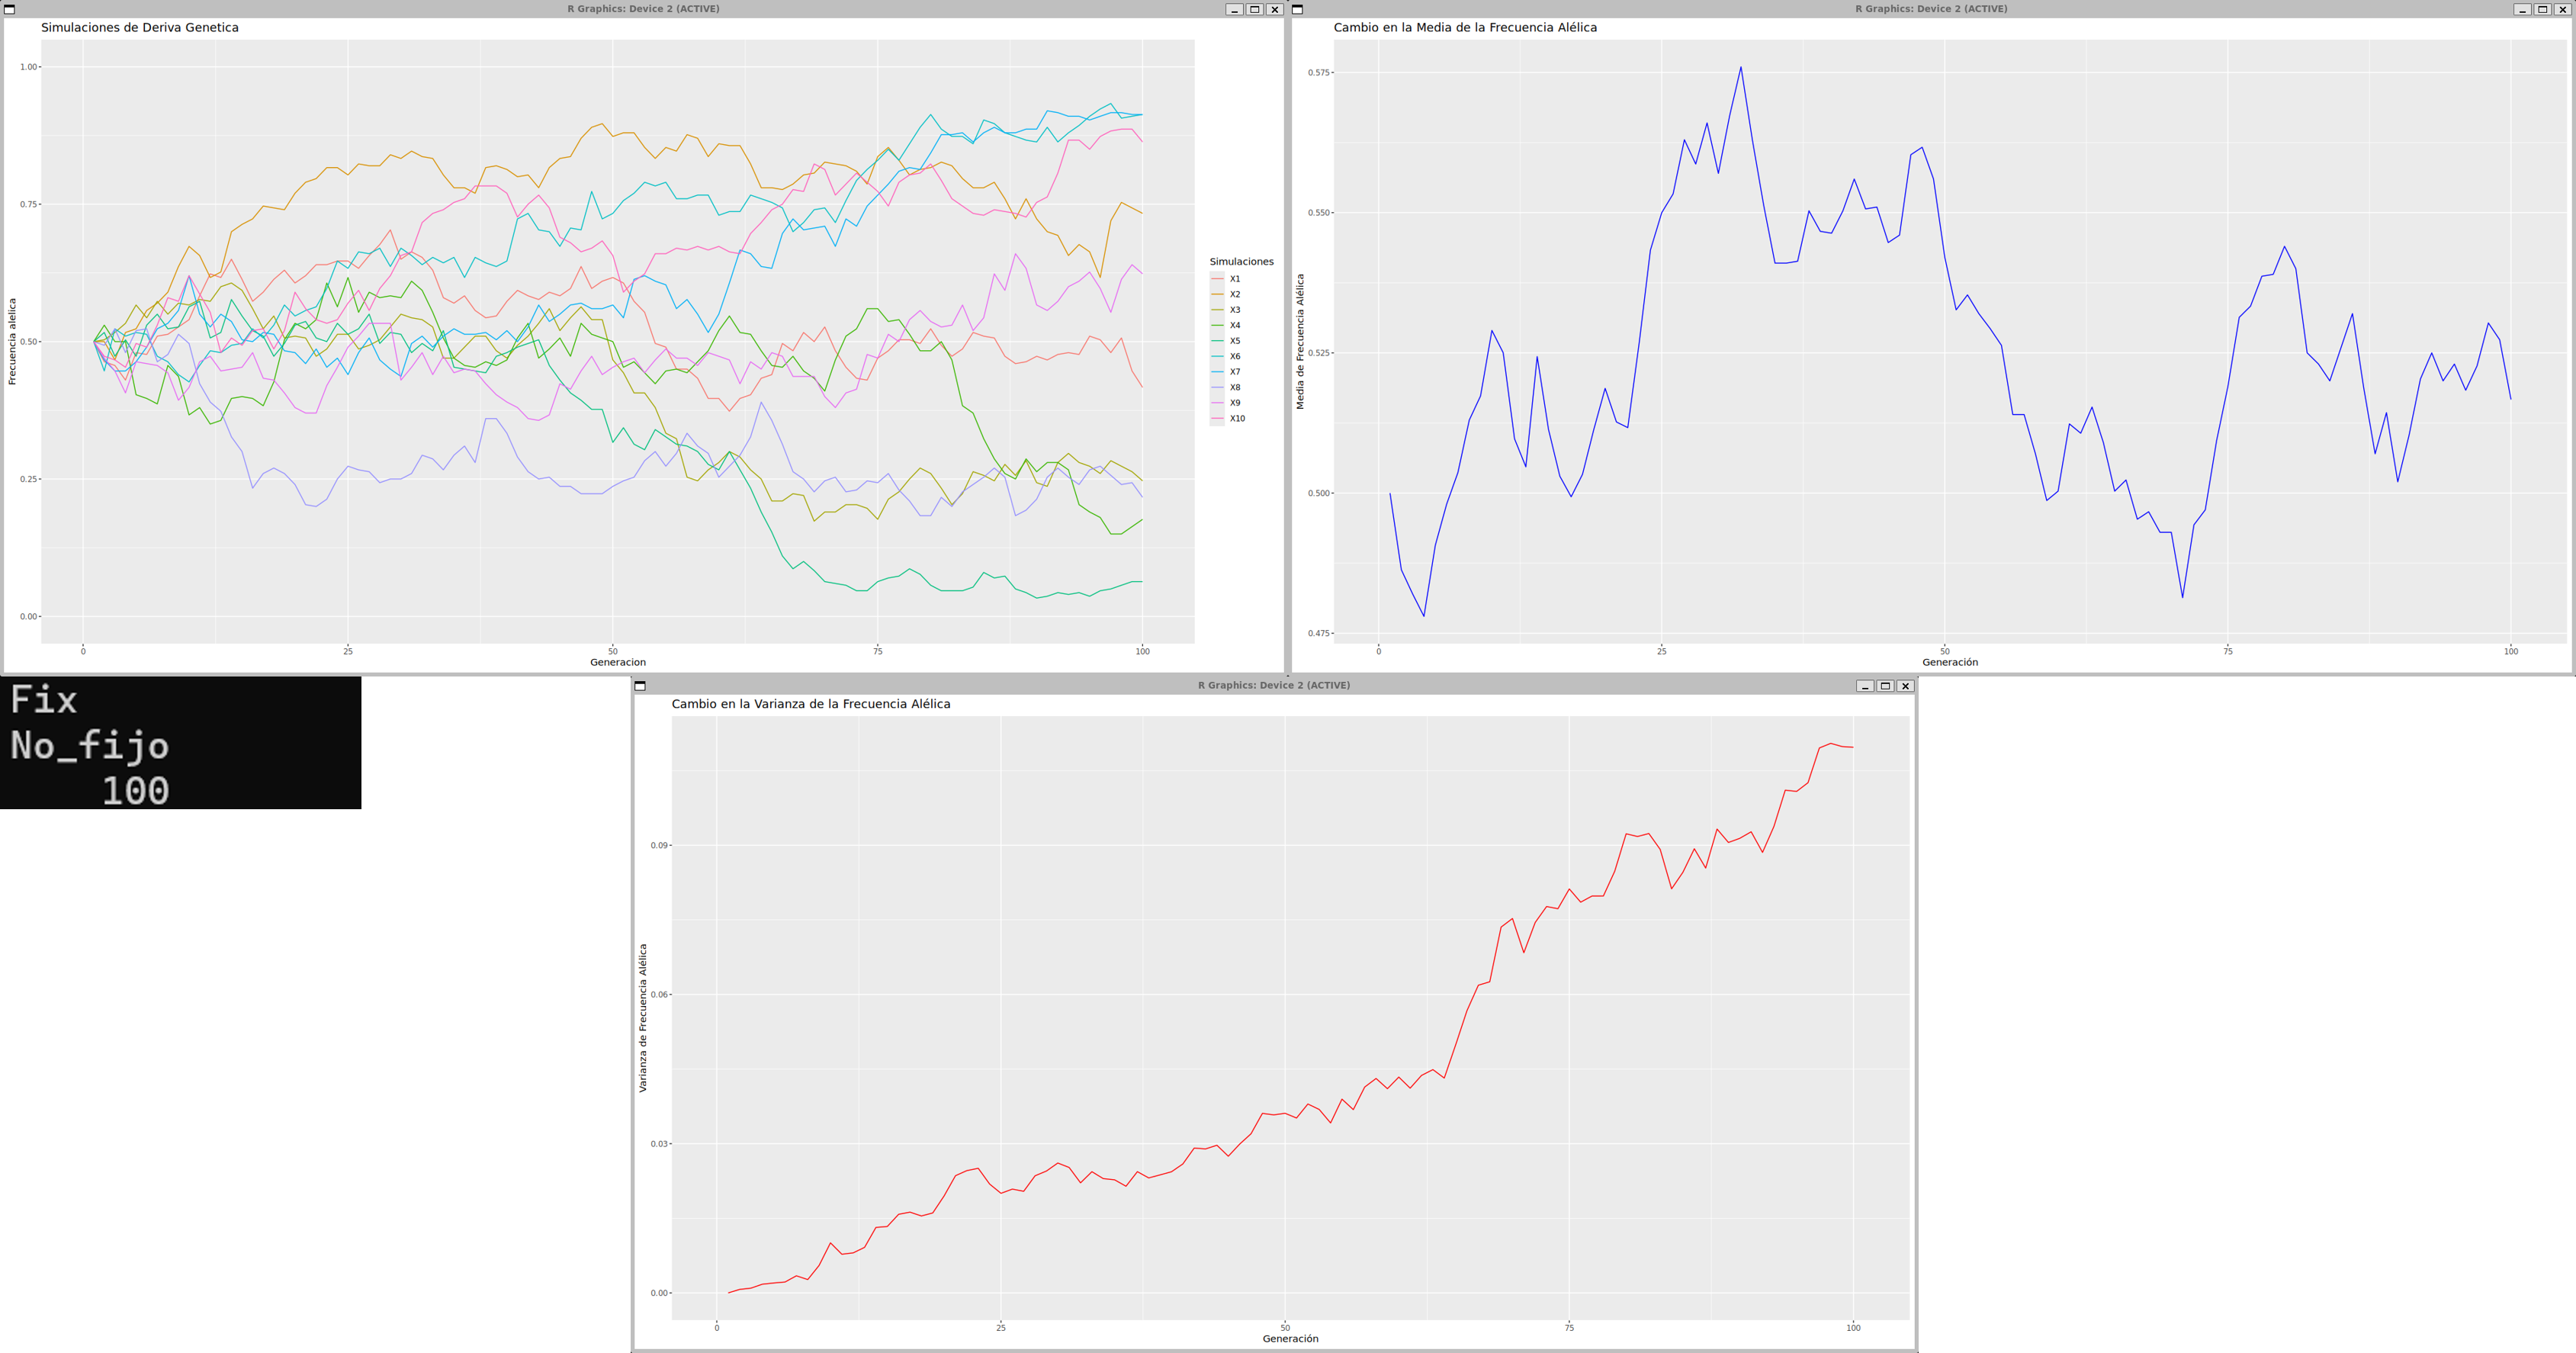 R Graphics: Device 2 (ACTIVE)
Simulaciones de Deriva Genetica
1.00
0.75
0.50
0.25
0.00
Frecuencia alelica
0
25
50
75
100
Generacion
Simulaciones
X1
X2
X3
X4
X5
X6
X7
X8
X9
X10
R Graphics: Device 2 (ACTIVE)
Cambio en la Media de la Frecuencia Alélica
0.575
0.550
0.525
0.500
0.475
Media de Frecuencia Alélica
0
25
50
75
100
Generación
Fix
No_fijo
100
R Graphics: Device 2 (ACTIVE)
Cambio en la Varianza de la Frecuencia Alélica
0.09
0.06
0.03
0.00
Varianza de Frecuencia Alélica
0
25
50
75
100
Generación